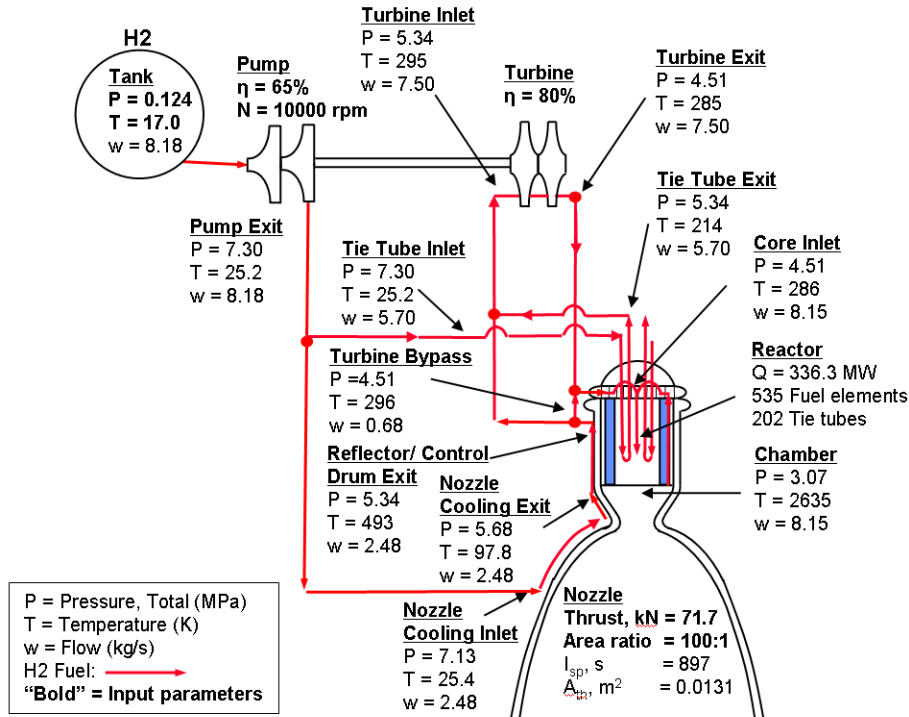 H2
Tank
P = 0.124
T = 17.0
w = 8.18
Pump
η = 65%
N = 10000 rpm
Turbine Inlet
P = 5.34
T = 295
w = 7.50
Turbine
η = 80%
Turbine Exit
P = 4.51
T = 285
w = 7.50
Pump Exit
P = 7.30
T = 25.2
w = 8.18
Tie Tube Inlet
P = 7.30
T = 25.2
w = 5.70
Tie Tube Exit
P = 5.34
T = 214
w = 5.70
Core Inlet
P = 4.51
T = 286
w = 8.15
Turbine Bypass
P =4.51
T = 296
w = 0.68
Reactor
Q = 336.3 MW
535 Fuel elements
202 Tie tubes
Reflector/ Control
Drum Exit
P = 5.34
T = 493
w = 2.48
Nozzle
Cooling Exit
P = 5.68
T = 97.8
w = 2.48
Chamber
P = 3.07
T = 2635
w = 8.15
Nozzle
Cooling Inlet
P = 7.13
T = 25.4
w = 2.48
Nozzle
Thrust, kN = 71.7
Area ratio = 100:1
Isp, s = 897
Ath, m² = 0.0131
P = Pressure, Total (MPa)
T = Temperature (K)
w = Flow (kg/s)
H2 Fuel:
“Bold” = Input parameters